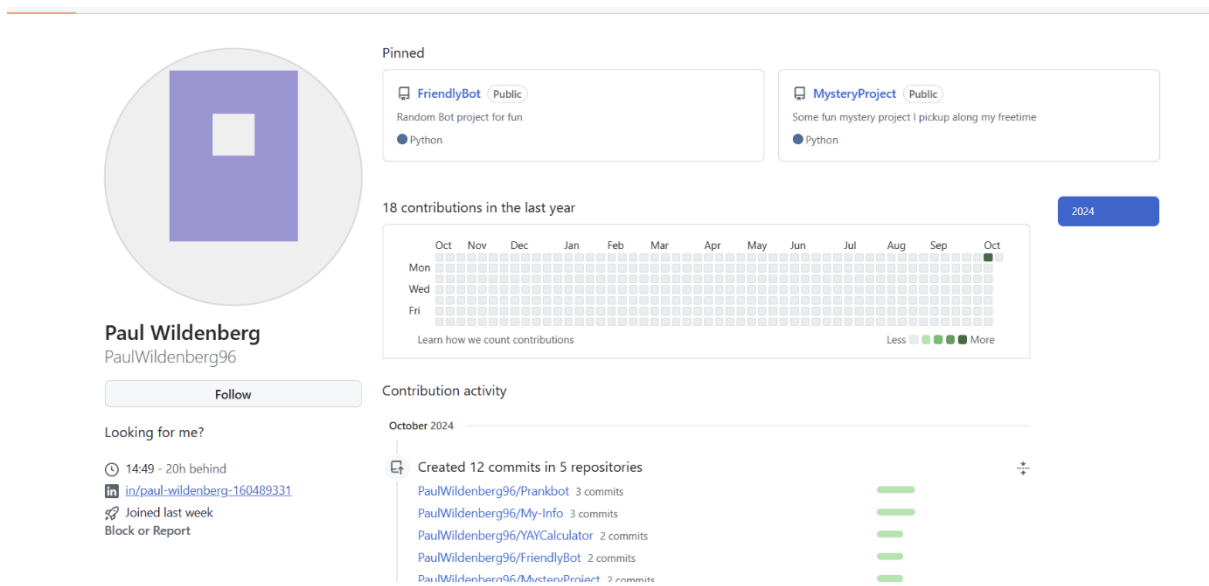 Pinned
FriendlyBot Public
Random Bot project for fun
Python
MysteryProject Public
Some fun mystery project I pickup along my freetime
Python
18 contributions in the last year
2024
Oct Nov Dec Jan Feb Mar Apr May Jun Jul Aug Sep Oct
Mon
Wed
Fri
Learn how we count contributions
Less More
Paul Wildenberg
PaulWildenberg96
Follow
Looking for me?
14:49 - 20h behind
in/paul-wildenberg-160489331
Joined last week
Block or Report
Contribution activity
October 2024
Created 12 commits in 5 repositories
PaulWildenberg96/Prankbot 3 commits
PaulWildenberg96/My-Info 3 commits
PaulWildenberg96/YAYCalculator 2 commits
PaulWildenberg96/FriendlyBot 2 commits
PaulWildenberg96/MysteryProject 2 commits